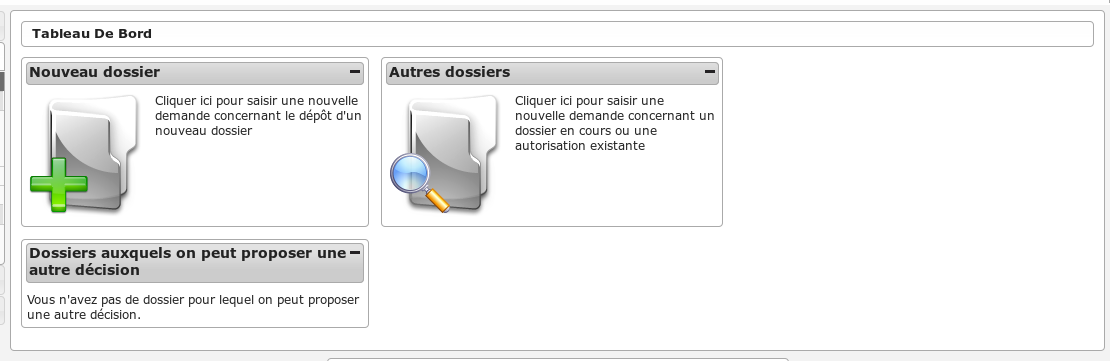 Tableau De Bord
Nouveau dossier
Cliquer ici pour saisir une nouvelle
demande concernant le dépôt d'un
nouveau dossier
Autres dossiers
Cliquer ici pour saisir une
nouvelle demande concernant un
dossier en cours ou une
autorisation existante
Dossiers auxquels on peut proposer une
autre décision
Vous n'avez pas de dossier pour lequel on peut proposer
une autre décision.